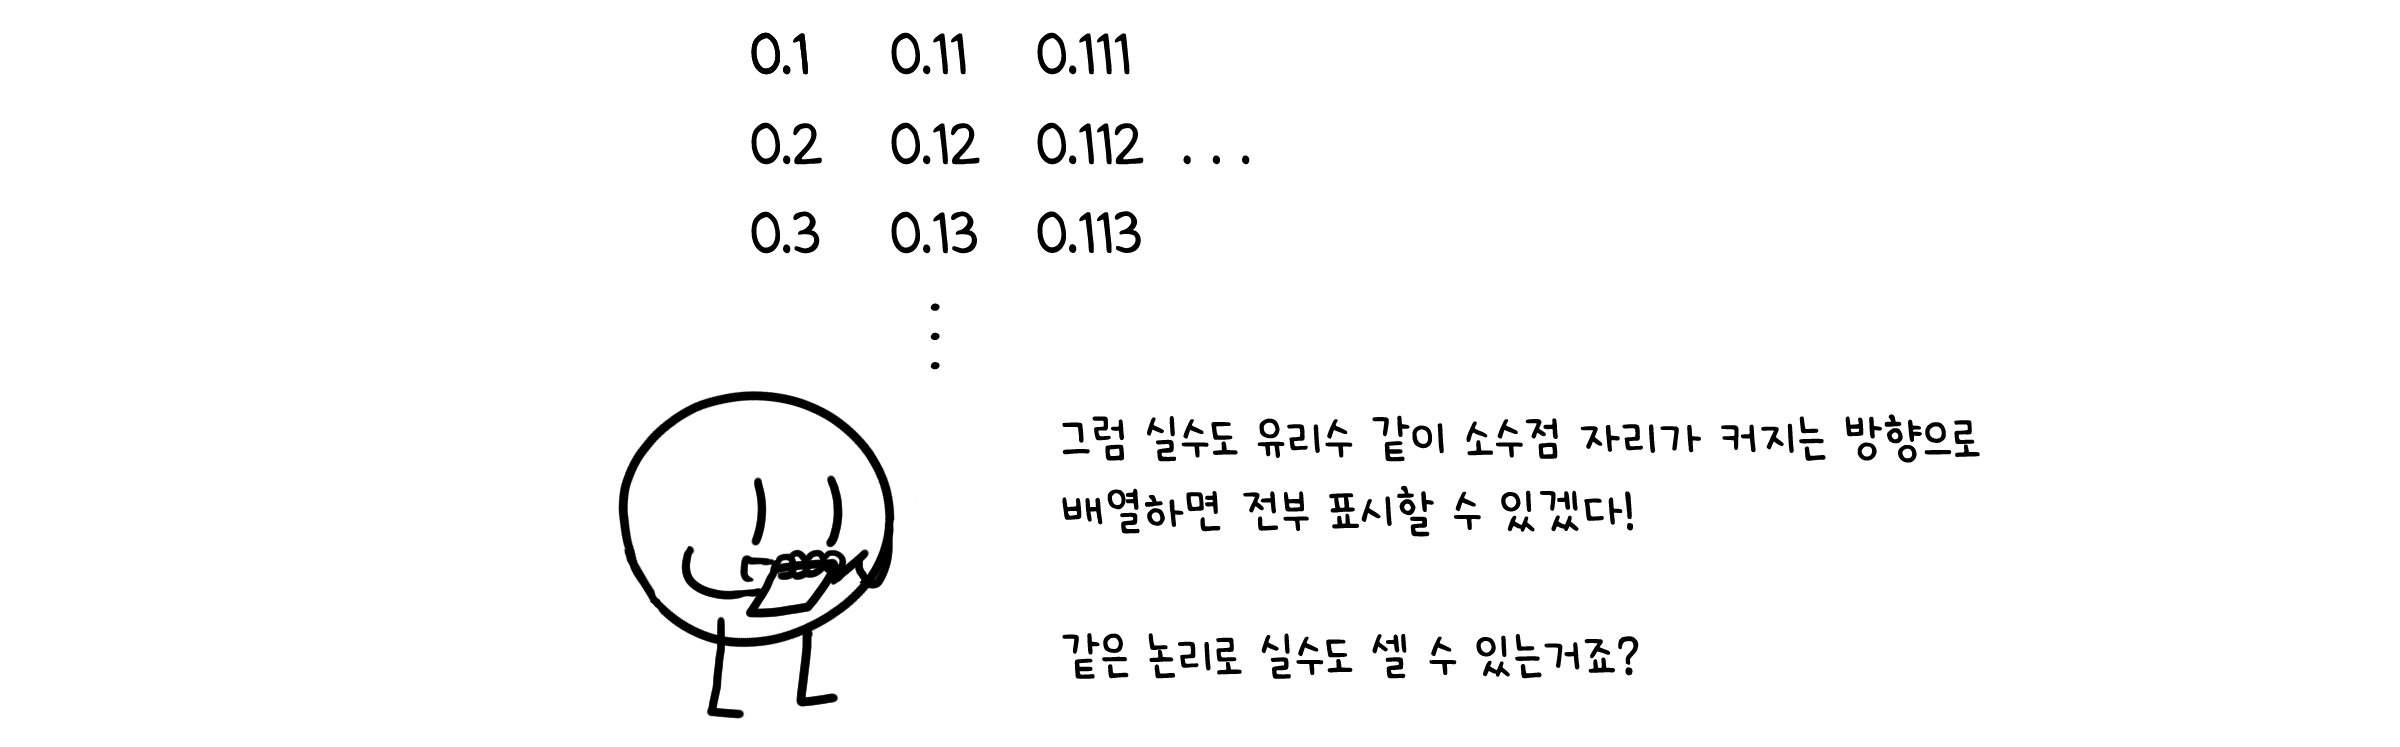 0.1 0.11 0.111
0.2 0.12 0.112 ...
0.3 0.13 0.113
⋮
그럼 실수도 유리수 같이 소수점 자리가 커지는 방향으로
배열하면 전부 표시할 수 있겠다!
같은 논리로 실수도 셀 수 있는거죠?